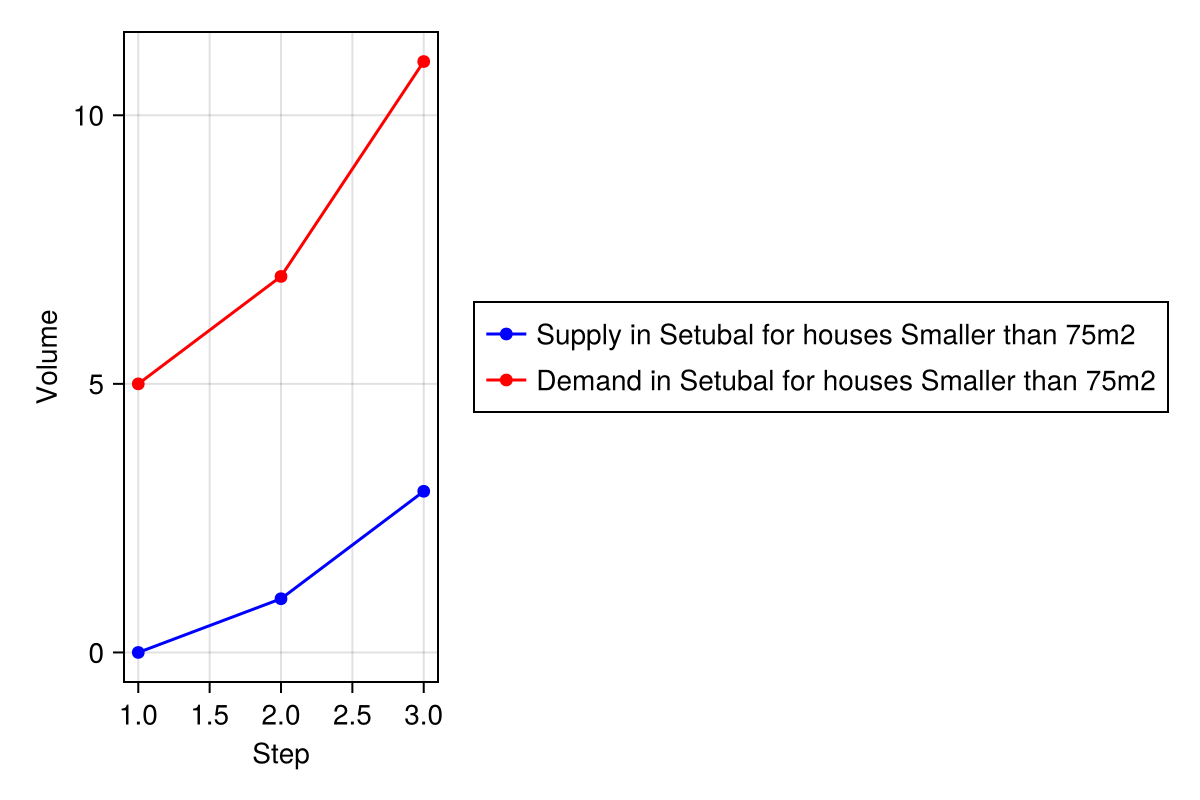 Volume
10
5
0
1.0 1.5 2.0 2.5 3.0
Step
Supply in Setubal for houses Smaller than 75m2
Demand in Setubal for houses Smaller than 75m2